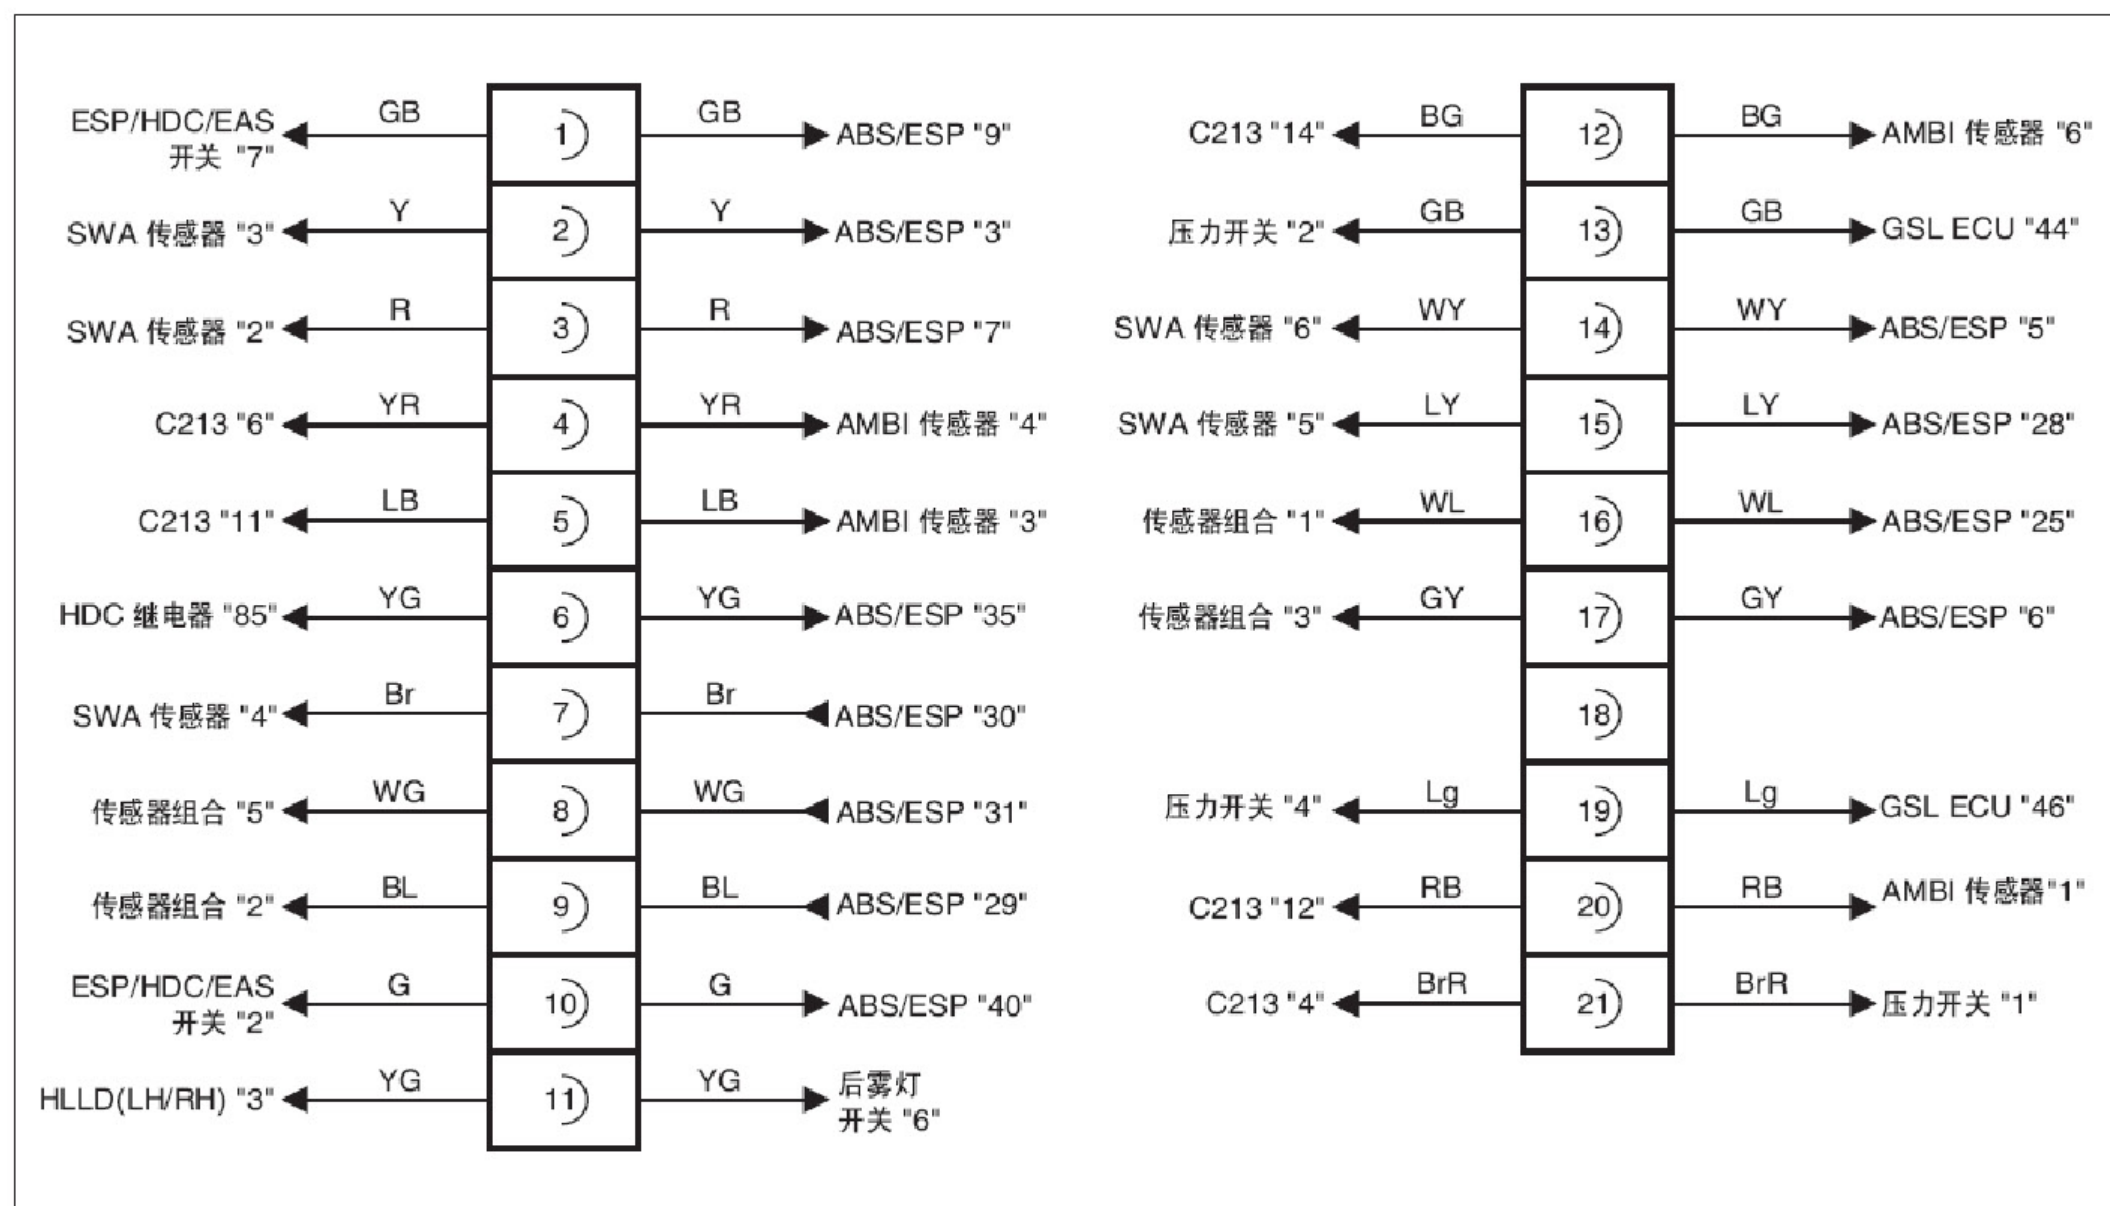 ESP/HDC/EAS
开关 "7"
GB
1
GB
ABS/ESP "9"
SWA 传感器 "3"
Y
2
Y
ABS/ESP "3"
SWA 传感器 "2"
R
3
R
ABS/ESP "7"
C213 "6"
YR
4
YR
AMBI 传感器 "4"
C213 "11"
LB
5
LB
AMBI 传感器 "3"
HDC 继电器 "85"
YG
6
YG
ABS/ESP "35"
SWA 传感器 "4"
Br
7
Br
ABS/ESP "30"
传感器组合 "5"
WG
8
WG
ABS/ESP "31"
传感器组合 "2"
BL
9
BL
ABS/ESP "29"
ESP/HDC/EAS
开关 "2"
G
10
G
ABS/ESP "40"
HLLD(LH/RH) "3"
YG
11
YG
后雾灯
开关 "6"
C213 "14"
BG
12
BG
AMBI 传感器 "6"
压力开关 "2"
GB
13
GB
GSL ECU "44"
SWA 传感器 "6"
WY
14
WY
ABS/ESP "5"
SWA 传感器 "5"
LY
15
LY
ABS/ESP "28"
传感器组合 "1"
WL
16
WL
ABS/ESP "25"
传感器组合 "3"
GY
17
GY
ABS/ESP "6"
18
压力开关 "4"
Lg
19
Lg
GSL ECU "46"
C213 "12"
RB
20
RB
AMBI 传感器"1"
C213 "4"
BrR
21
BrR
压力开关 "1"